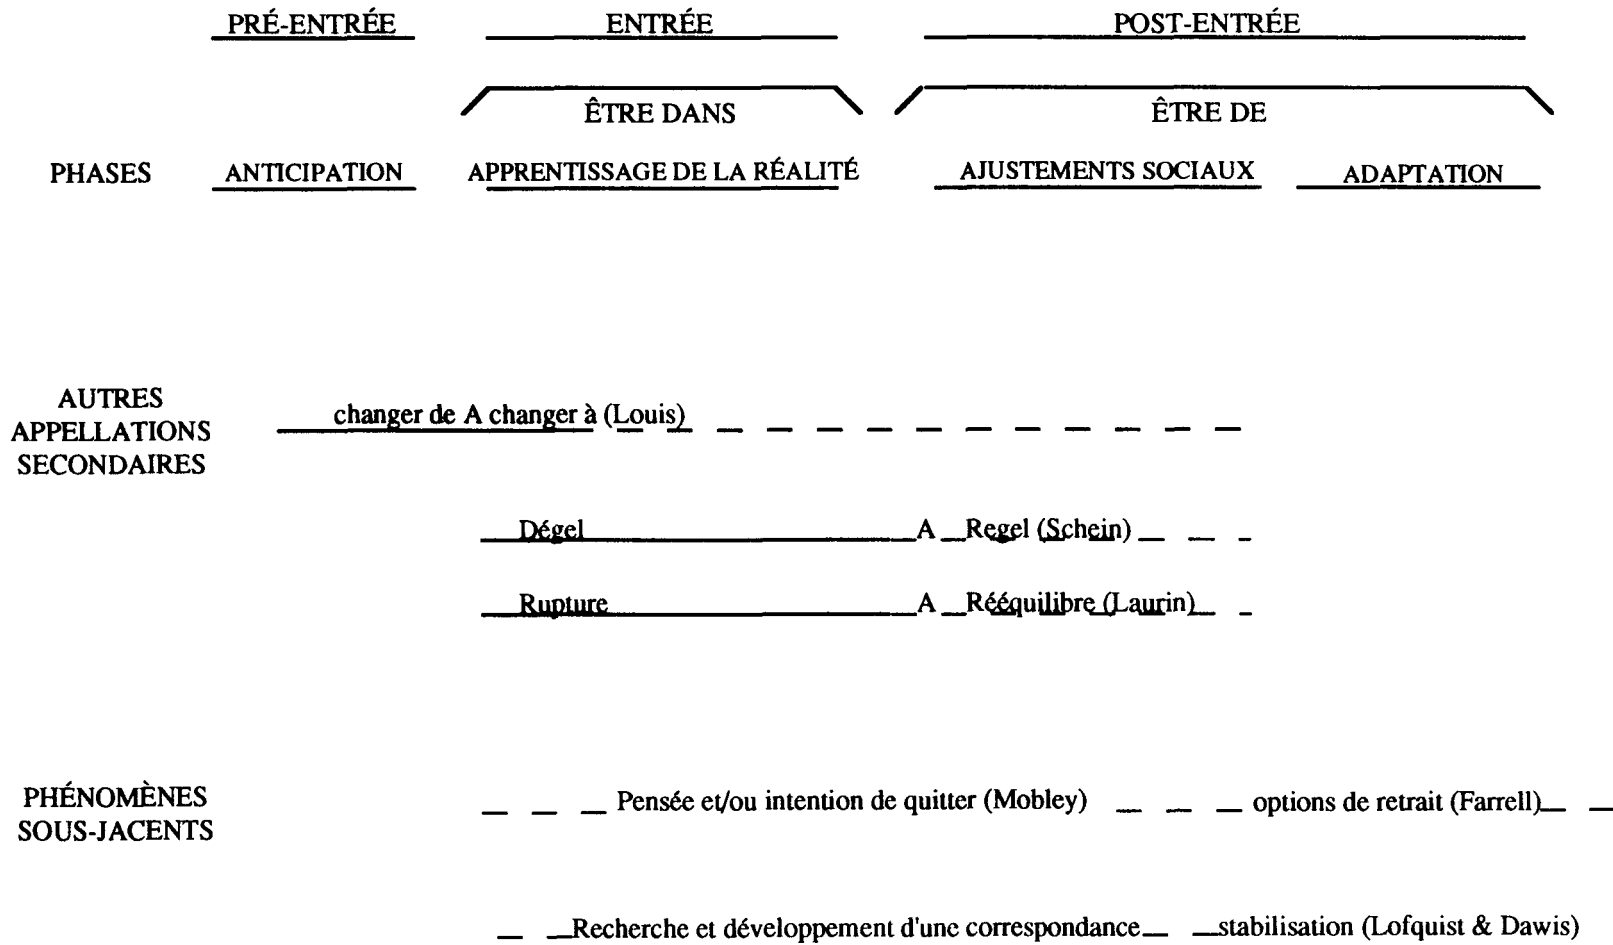 PRÉ-ENTRÉE ENTRÉE POST-ENTRÉE
ÊTRE DANS ÊTRE DE
PHASES ANTICIPATION APPRENTISSAGE DE LA RÉALITÉ AJUSTEMENTS SOCIAUX ADAPTATION
AUTRES
APPELLATIONS
SECONDAIRES
changer de A changer à (Louis)
Dégel A Regel (Schein)
Rupture A Rééquilibre (Laurin)
PHÉNOMÈNES
SOUS-JACENTS
Pensée et/ou intention de quitter (Mobley) options de retrait (Farrell)
Recherche et développement d'une correspondance stabilisation (Lofquist & Dawis)